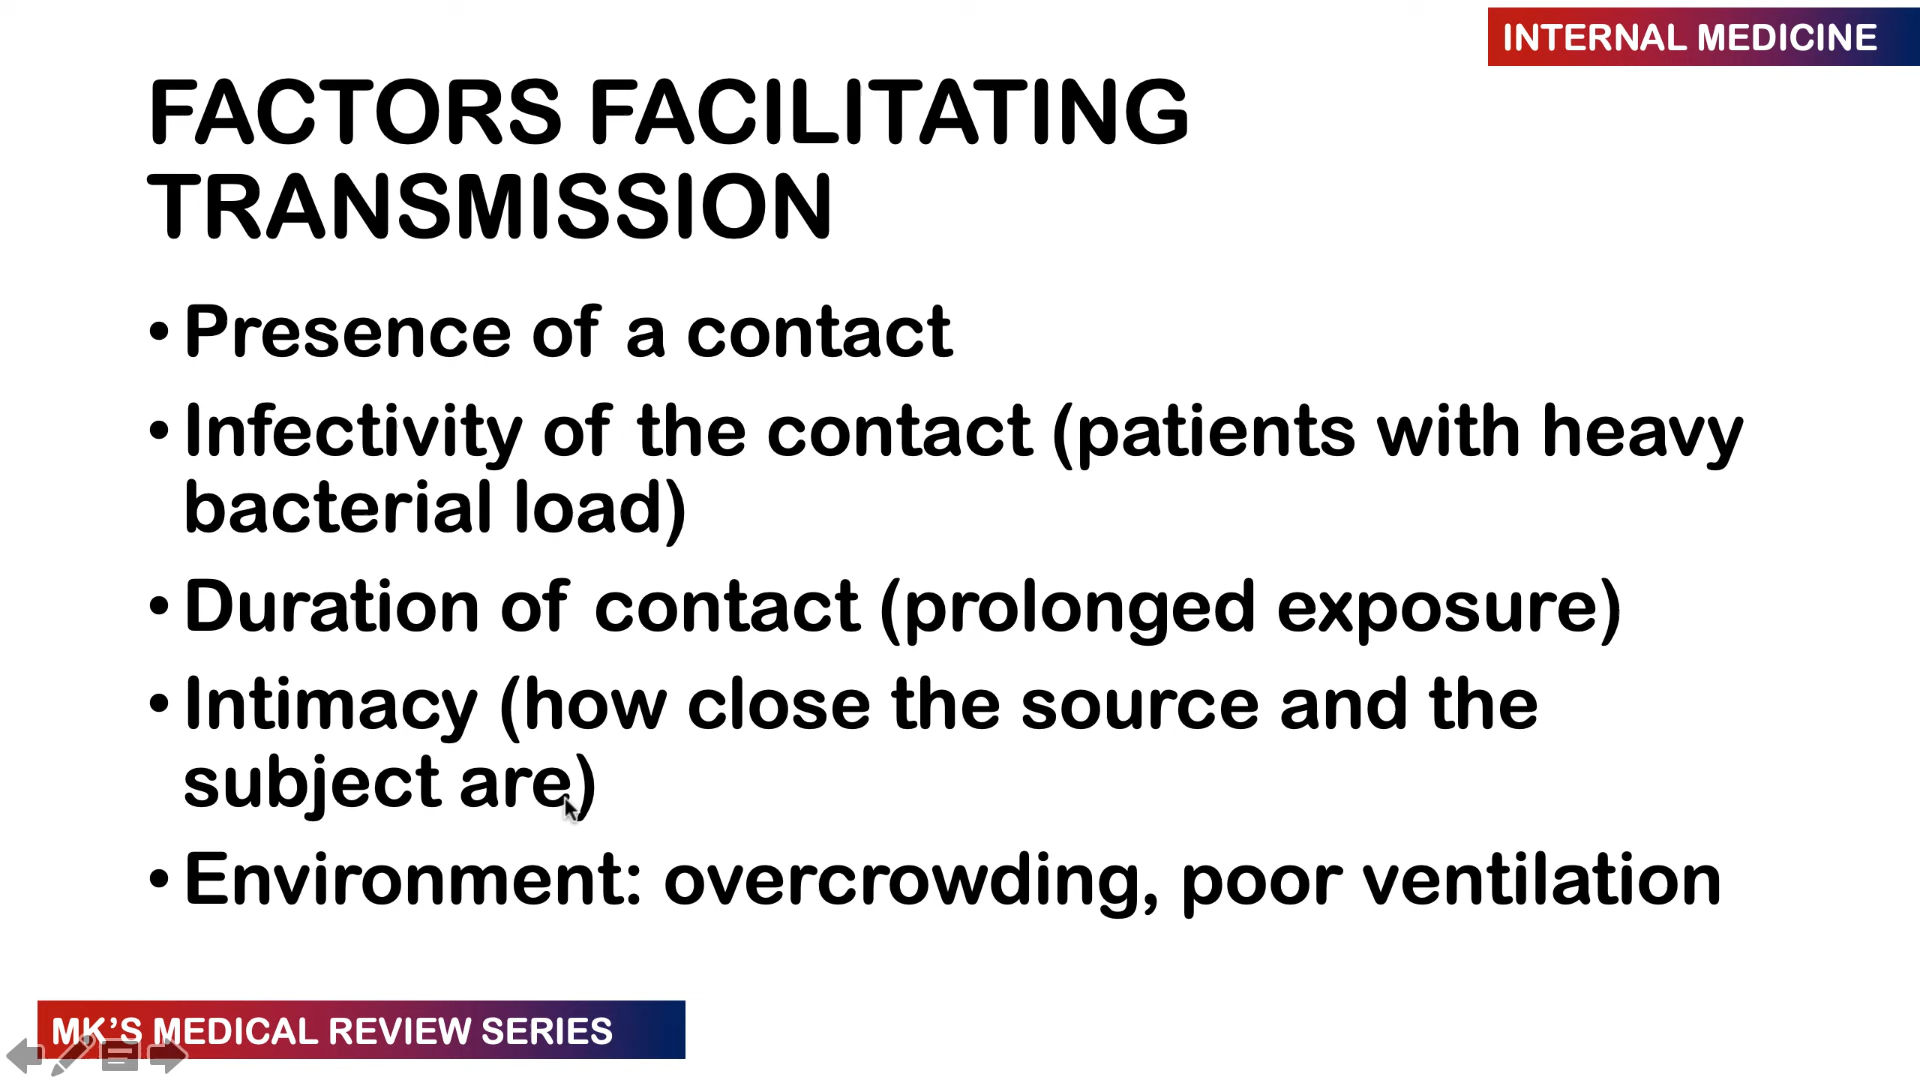 INTERNAL MEDICINE
FACTORS FACILITATING
TRANSMISSION
• Presence of a contact
• Infectivity of the contact (patients with heavy
bacterial load)
• Duration of contact (prolonged exposure)
• Intimacy (how close the source and the
subject are)
• Environment: overcrowding, poor ventilation
MK’S MEDICAL REVIEW SERIES